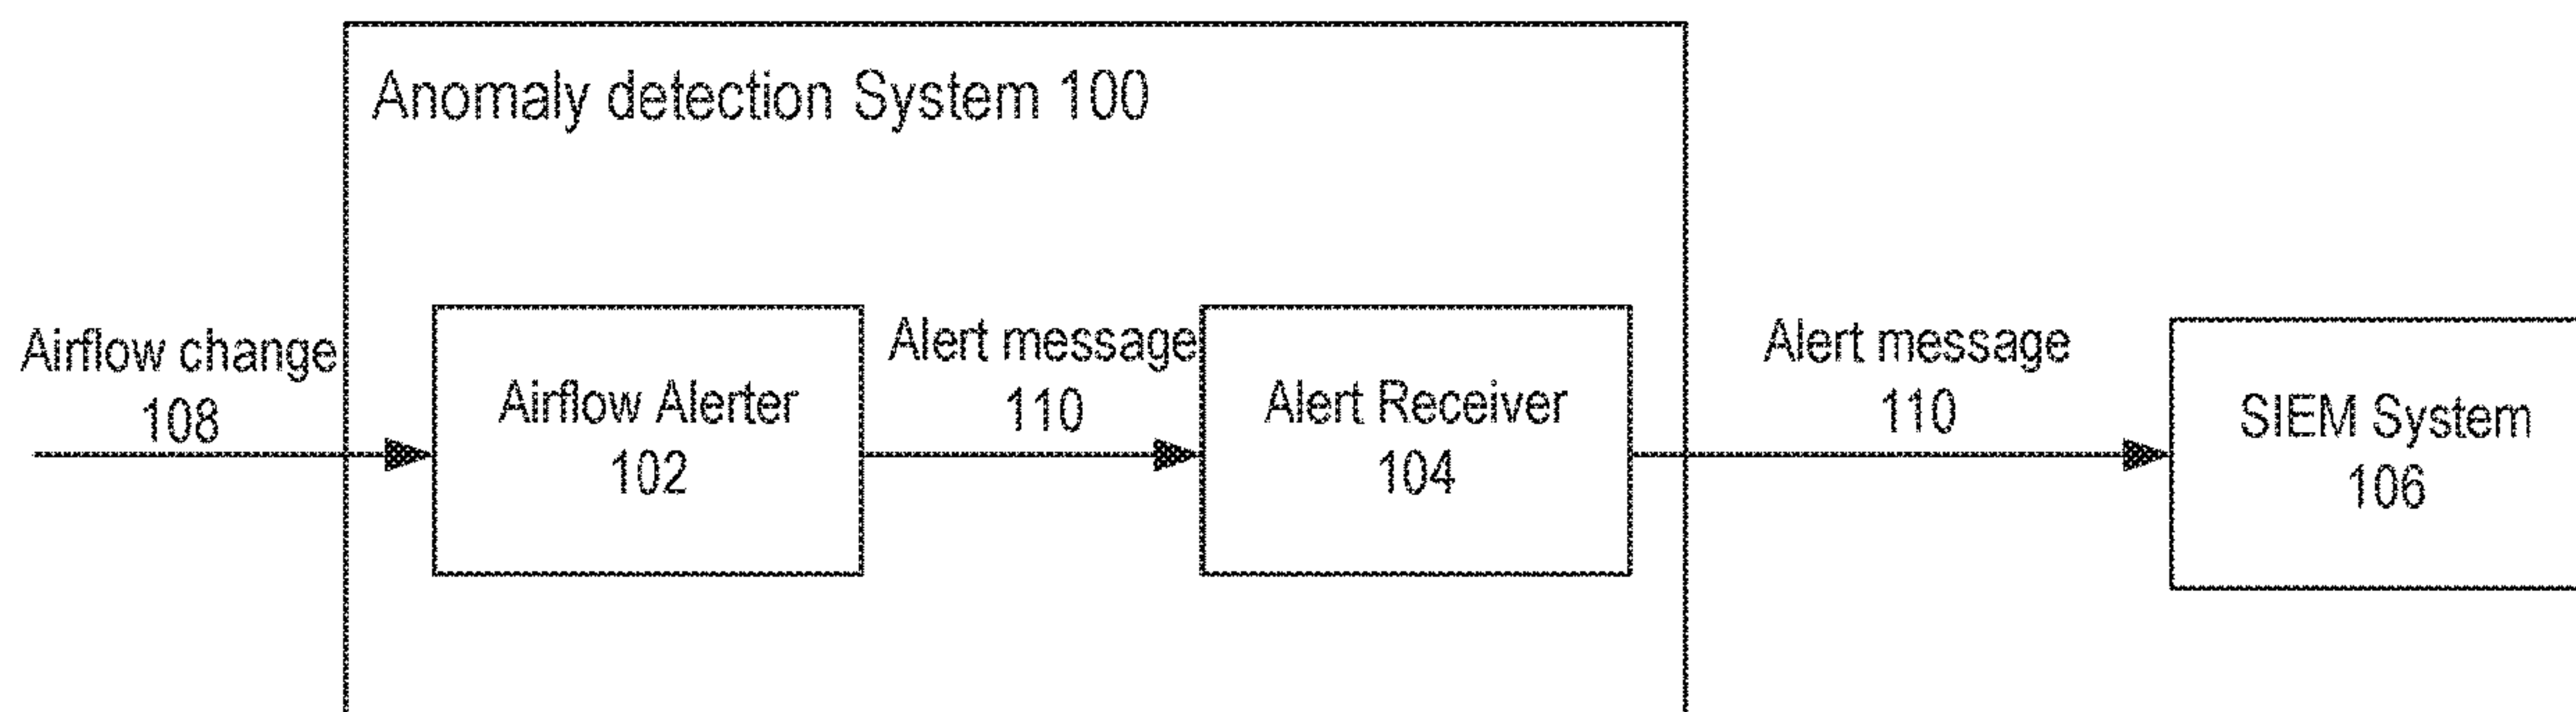 Anomaly detection System 100
Airflow change
108
Airflow Alerter
102
Alert message
110
Alert Receiver
104
Alert message
110
SIEM System
106